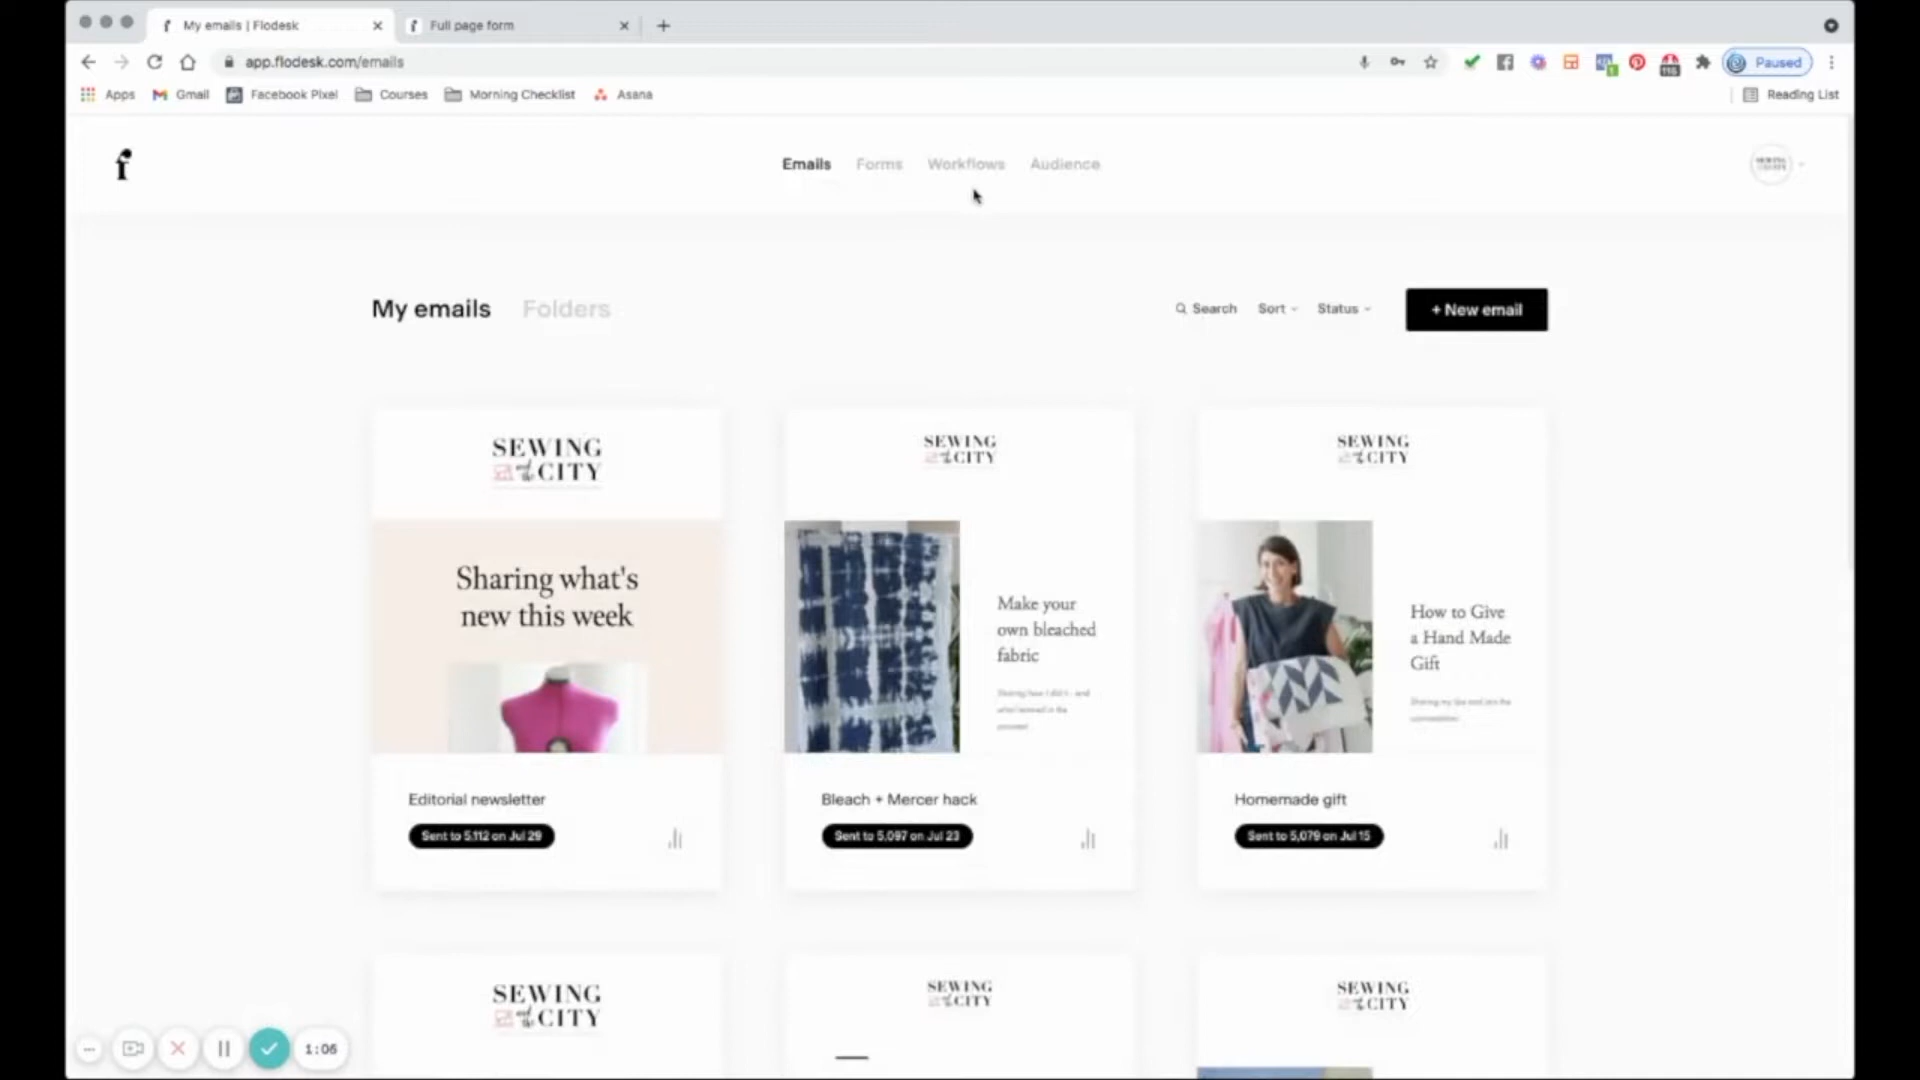 My emails | Flodesk
Full page form
app.flodesk.com/emails
Paused
Apps
Gmail
Facebook Pixel
Courses
Morning Checklist
Asana
Reading List
Emails
Forms
Workflows
Audience
My emails
Folders
Search
Sort
Status
+ New email
SEWING
and the CITY
Sharing what's
new this week
Editorial newsletter
Sent to 5,112 on Jul 29
SEWING
CITY
Make your
own bleached
fabric
Bleach + Mercer hack
Sent to 5,097 on Jul 23
SEWING
CITY
How to Give
a Hand Made
Gift
Homemade gift
Sent to 5,079 on Jul 15
SEWING
and the CITY
SEWING
CITY
SEWING
CITY
1:06